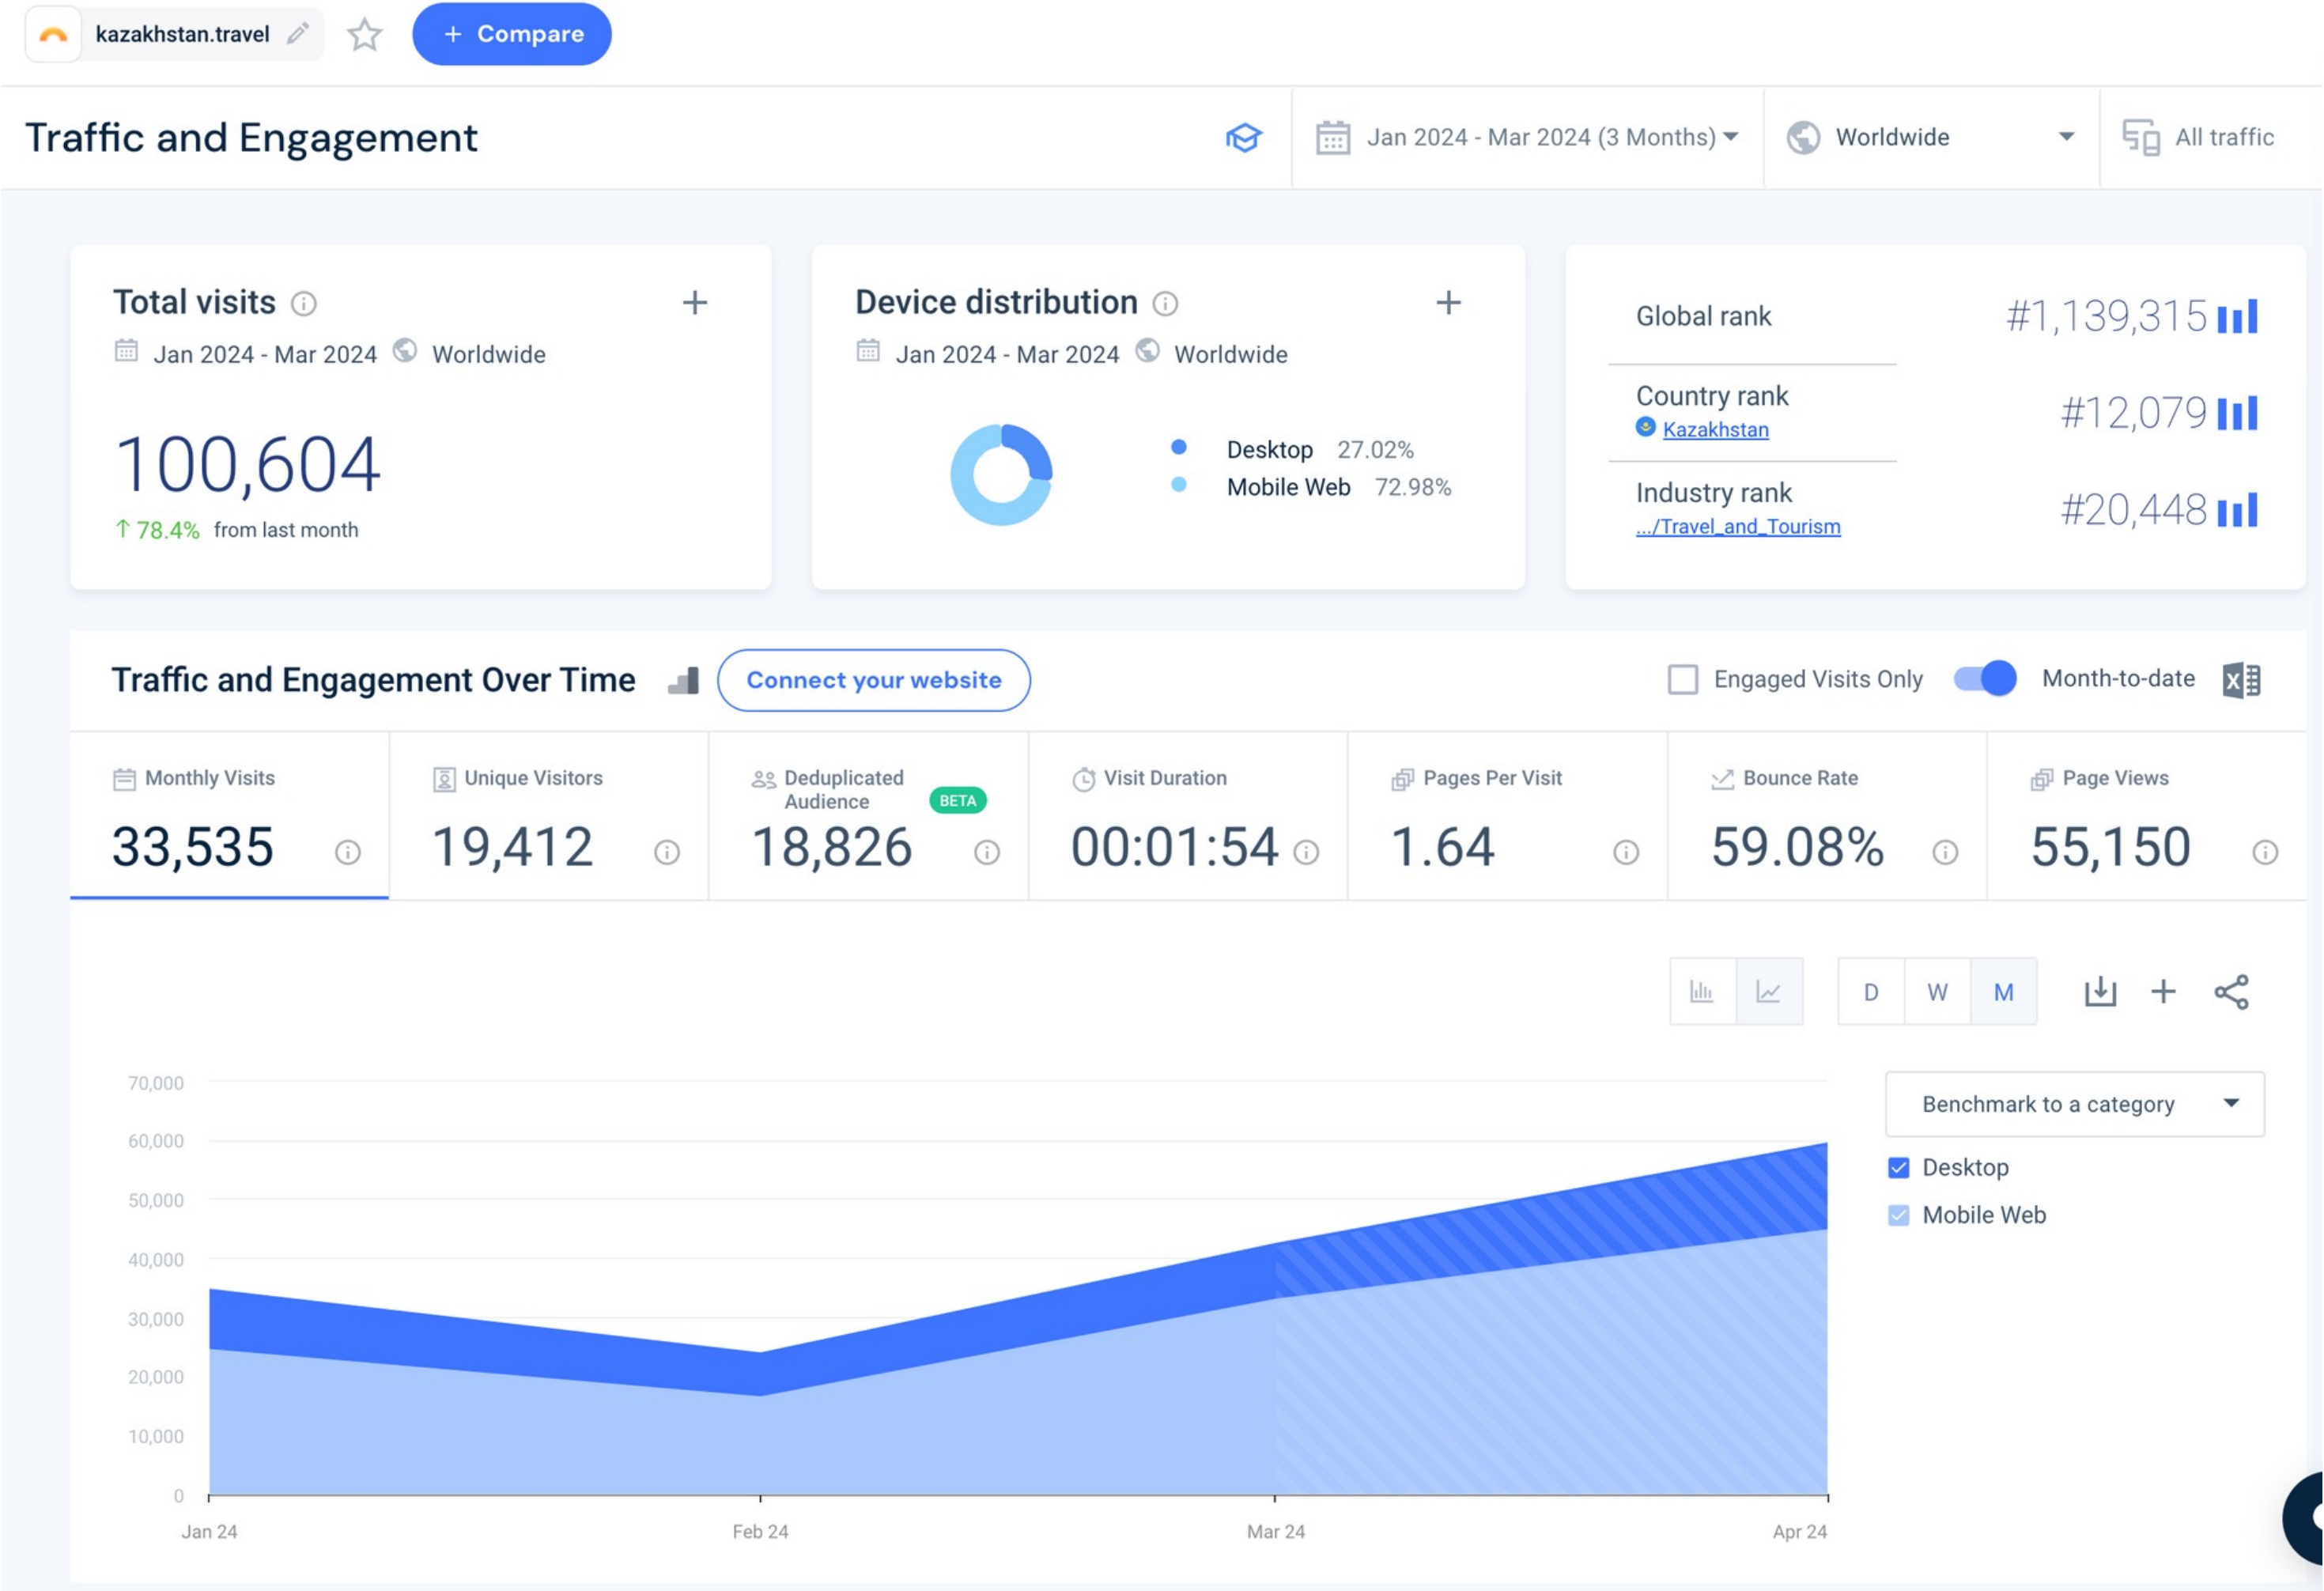 kazakhstan.travel
+ Compare
Traffic and Engagement
Jan 2024 - Mar 2024 (3 Months)
Worldwide
All traffic
Total visits
Jan 2024 - Mar 2024 Worldwide
100,604
↑ 78.4% from last month
Device distribution
Jan 2024 - Mar 2024 Worldwide
Desktop 27.02%
Mobile Web 72.98%
Global rank #1,139,315
Country rank #12,079
Kazakhstan
Industry rank #20,448
.../Travel_and_Tourism
Traffic and Engagement Over Time
Connect your website
Engaged Visits Only
Month-to-date
Monthly Visits
33,535
Unique Visitors
19,412
Deduplicated
Audience
BETA
18,826
Visit Duration
00:01:54
Pages Per Visit
1.64
Bounce Rate
59.08%
Page Views
55,150
D W M
70,000
60,000
50,000
40,000
30,000
20,000
10,000
0
Jan 24 Feb 24 Mar 24 Apr 24
Benchmark to a category
Desktop
Mobile Web